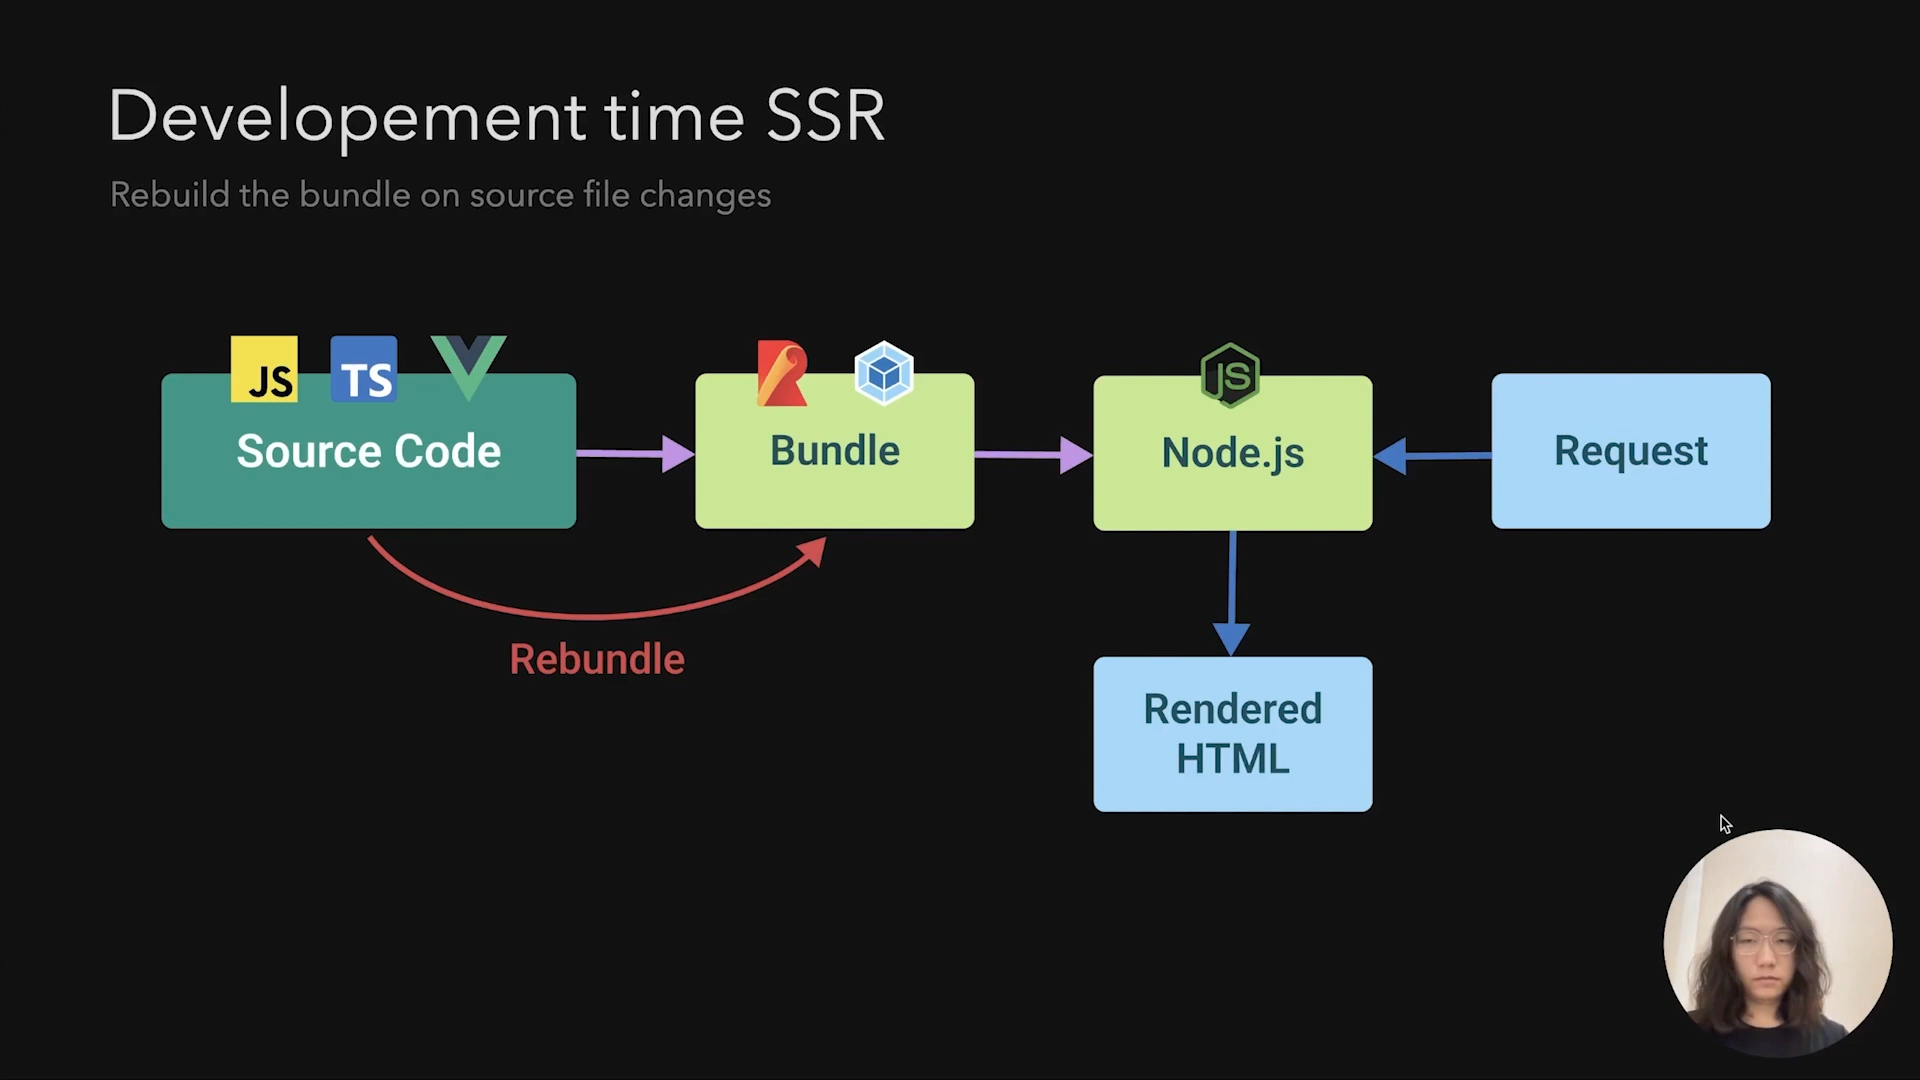 Developement time SSR
Rebuild the bundle on source file changes
JS TS JS
Source Code Bundle Node.js Request
Rebundle
Rendered
HTML